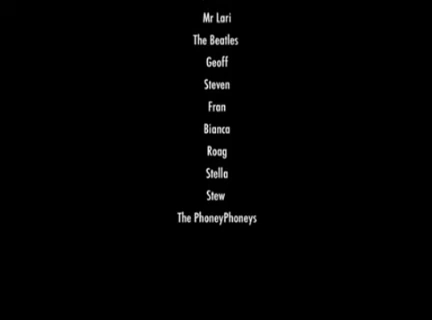 Mr Lari
The Beatles
Geoff
Steven
Fran
Bianca
Roag
Stella
Stew
The PhoneyPhoneys